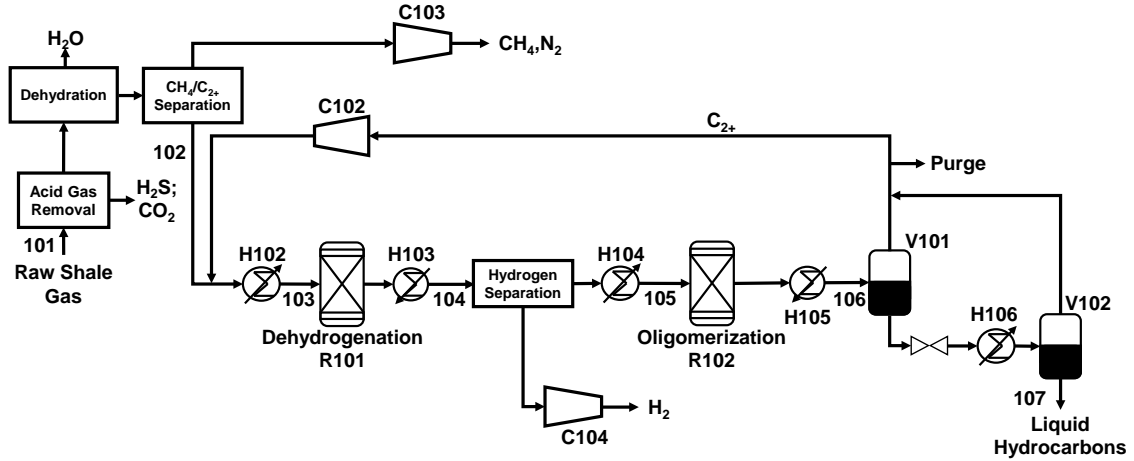 C103
H₂O
CH₄,N₂
Dehydration
CH₄/C₂₊
Separation
C102
C₂₊
102
Purge
Acid Gas
Removal
H₂S;
CO₂
101
Raw Shale
Gas
H102
103
H103
104
Hydrogen
Separation
H104
105
106
H105
V101
H106
V102
Dehydrogenation
R101
Oligomerization
R102
107
C104
H₂
Liquid
Hydrocarbons